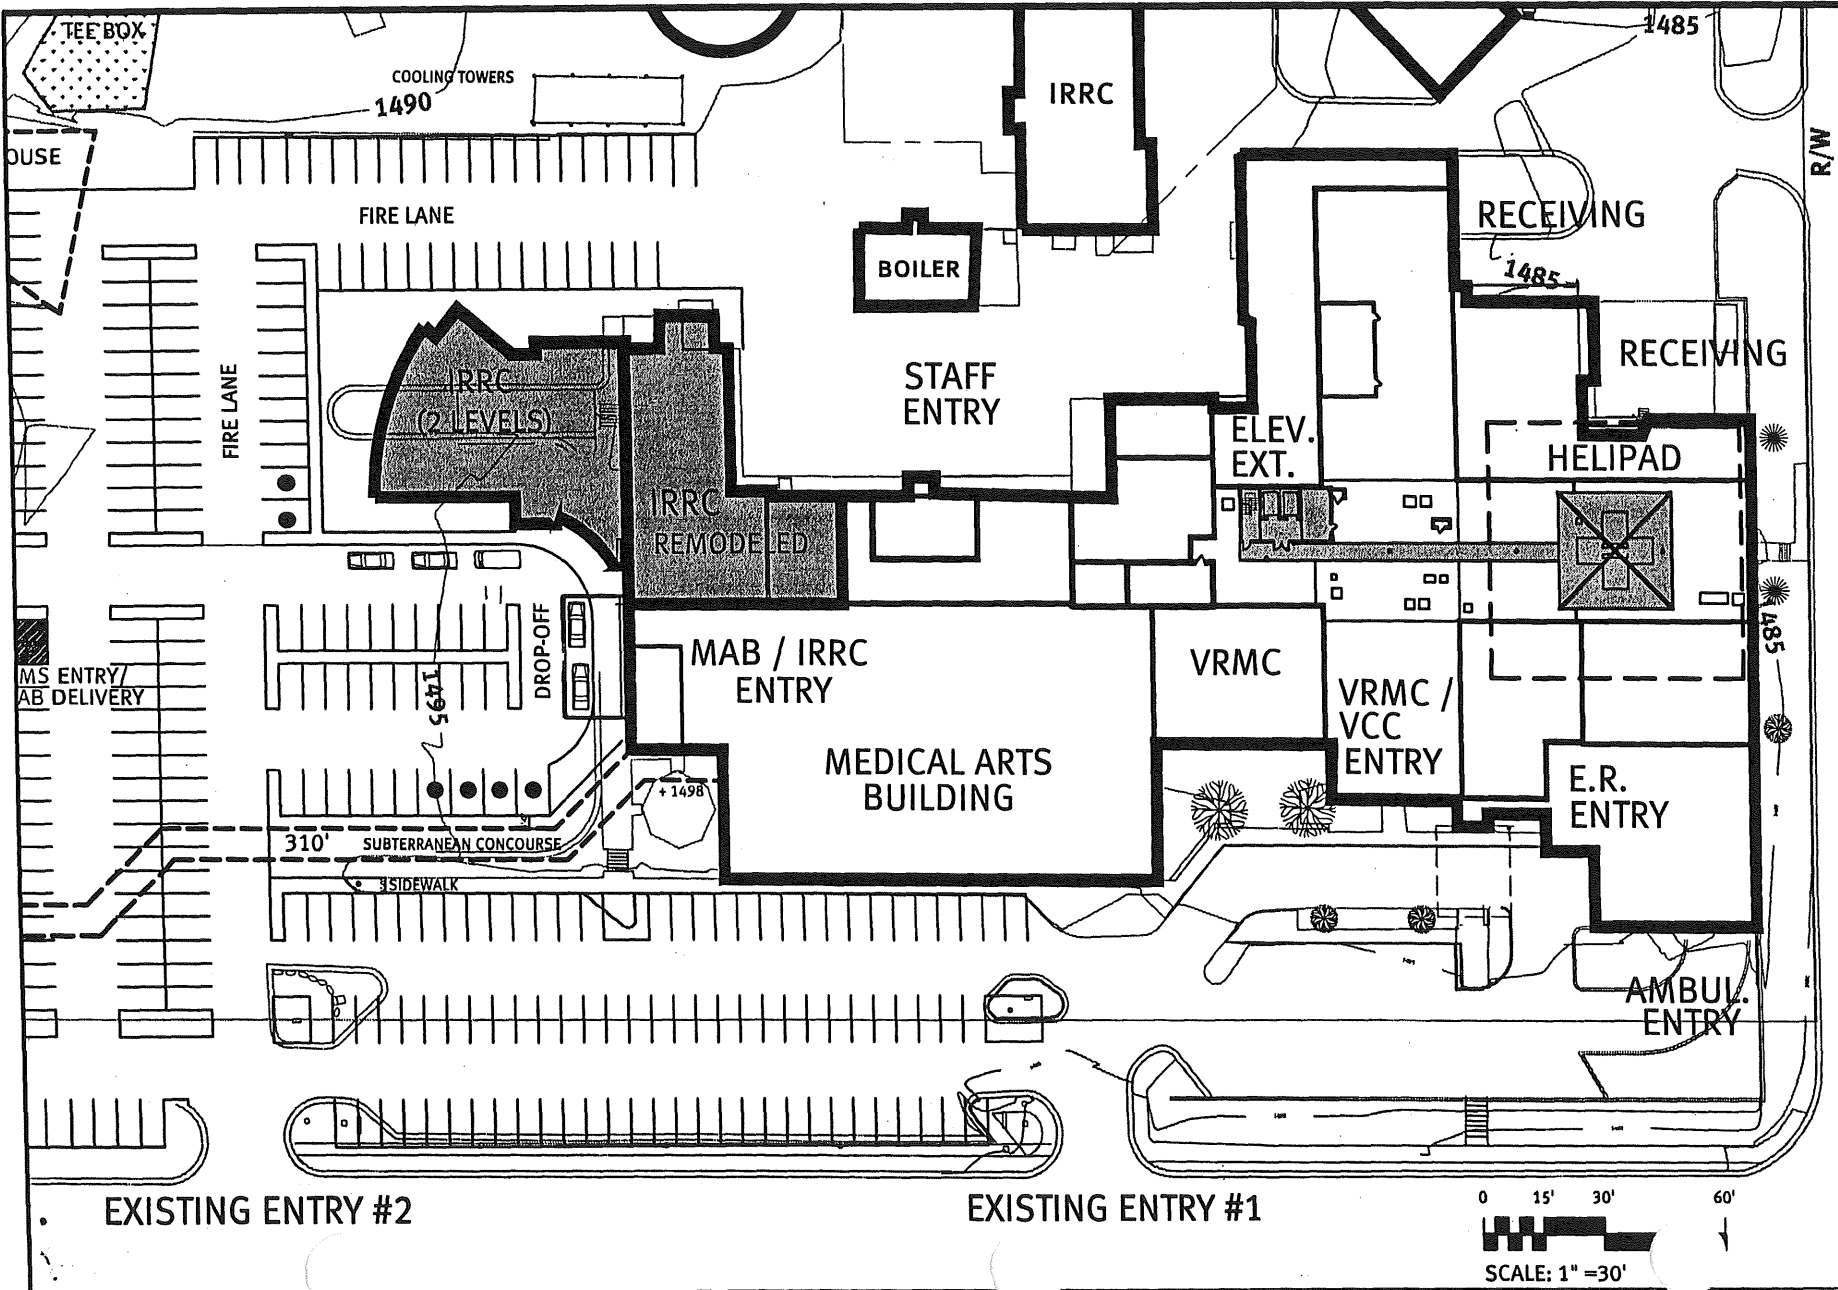 TEE BOX
COOLING TOWERS
1490
IRRC
1485
R/W
OUSE
FIRE LANE
RECEIVING
BOILER
1485
RECEIVING
STAFF
ENTRY
IRRC
(2 LEVELS)
FIRE LANE
ELEV.
EXT.
HELIPAD
IRRC
REMODELED
DROP-OFF
MAB / IRRC
ENTRY
VRMC
1485
MS ENTRY/
AB DELIVERY
1495
VRMC /
VCC
ENTRY
MEDICAL ARTS
BUILDING
E.R.
ENTRY
+ 1498
310'
SUBTERRANEAN CONCOURSE
SIDEWALK
AMBUL.
ENTRY
EXISTING ENTRY #2
EXISTING ENTRY #1
0 15' 30' 60'
SCALE: 1" =30'